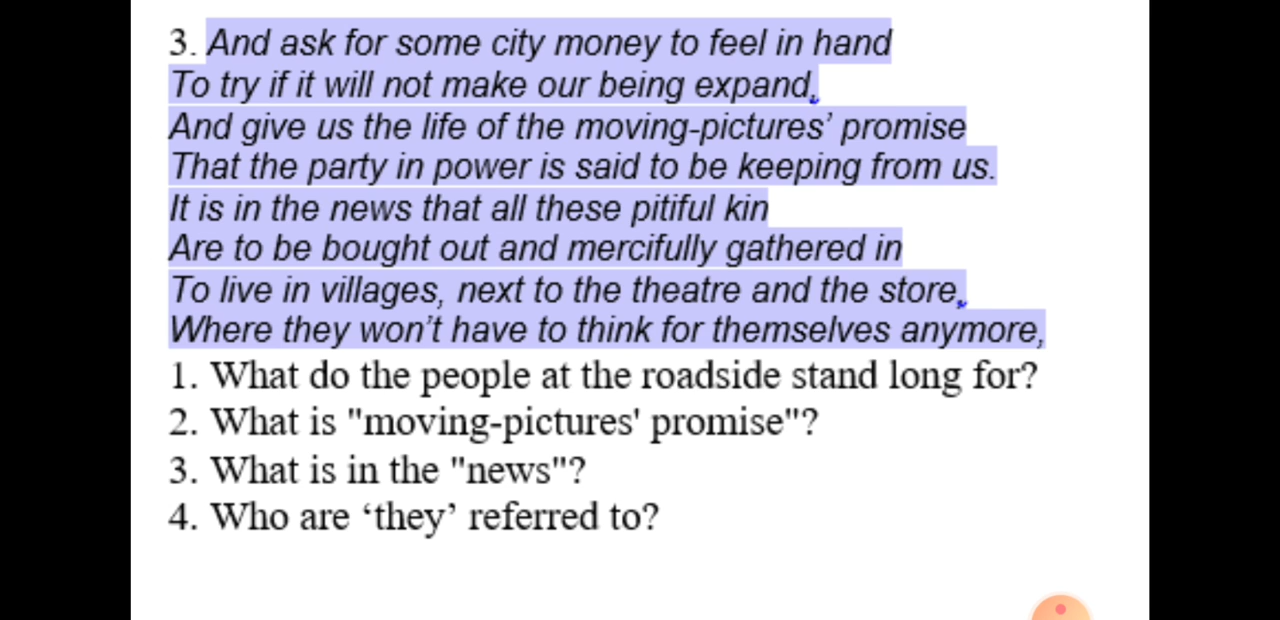 3. And ask for some city money to feel in hand
To try if it will not make our being expand,
And give us the life of the moving-pictures’ promise
That the party in power is said to be keeping from us.
It is in the news that all these pitiful kin
Are to be bought out and mercifully gathered in
To live in villages, next to the theatre and the store,
Where they won’t have to think for themselves anymore,
1. What do the people at the roadside stand long for?
2. What is "moving-pictures' promise"?
3. What is in the "news"?
4. Who are ‘they’ referred to?